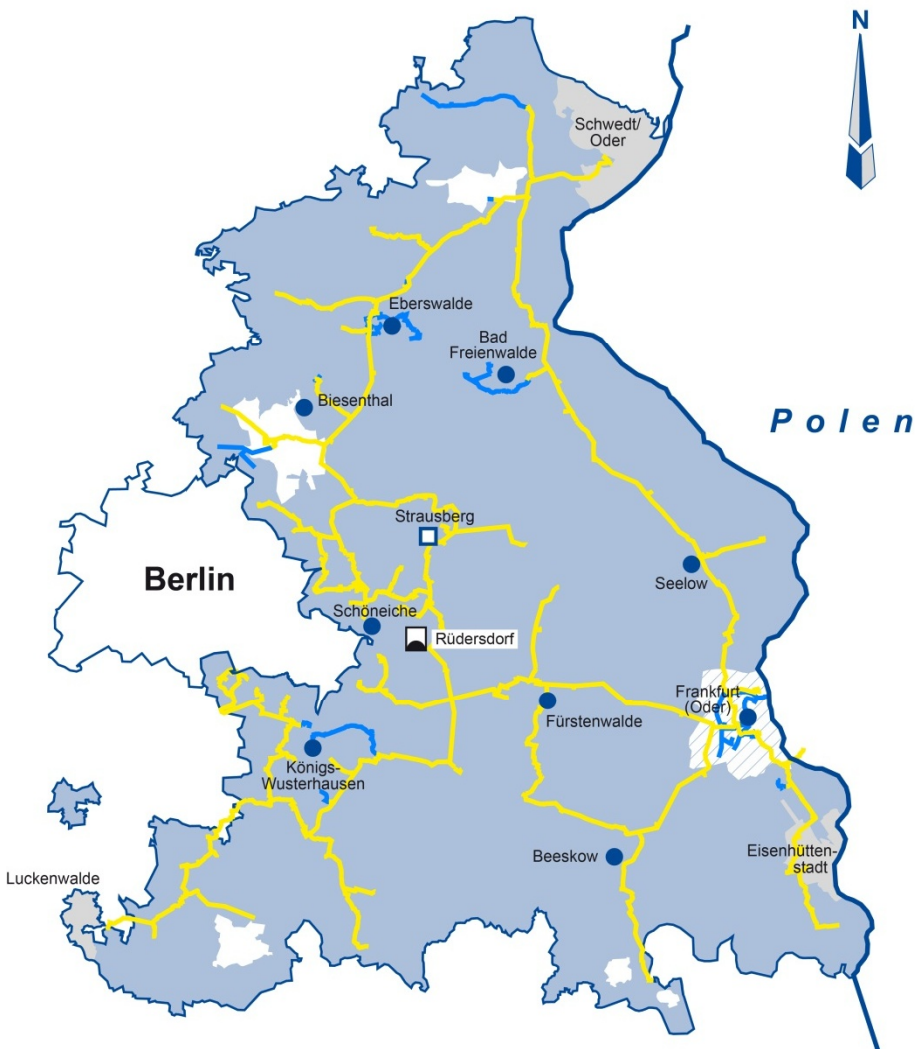 N
Schwedt/
Oder
Eberswalde
Bad
Freienwalde
Biesenthal
Polen
Strausberg
Berlin
Seelow
Schöneiche
Rüdersdorf
Frankfurt
(Oder)
Fürstenwalde
Königs-
Wusterhausen
Beeskow
Eisenhütten-
stadt
Luckenwalde